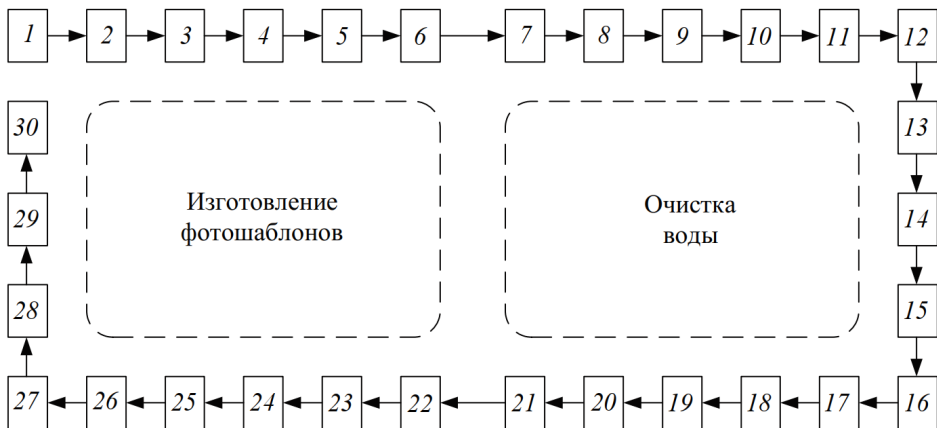 1 2 3 4 5 6 7 8 9 10 11 12
30 13
Изготовление
фотошаблонов
Очистка
воды
29 14
28 15
27 26 25 24 23 22 21 20 19 18 17 16